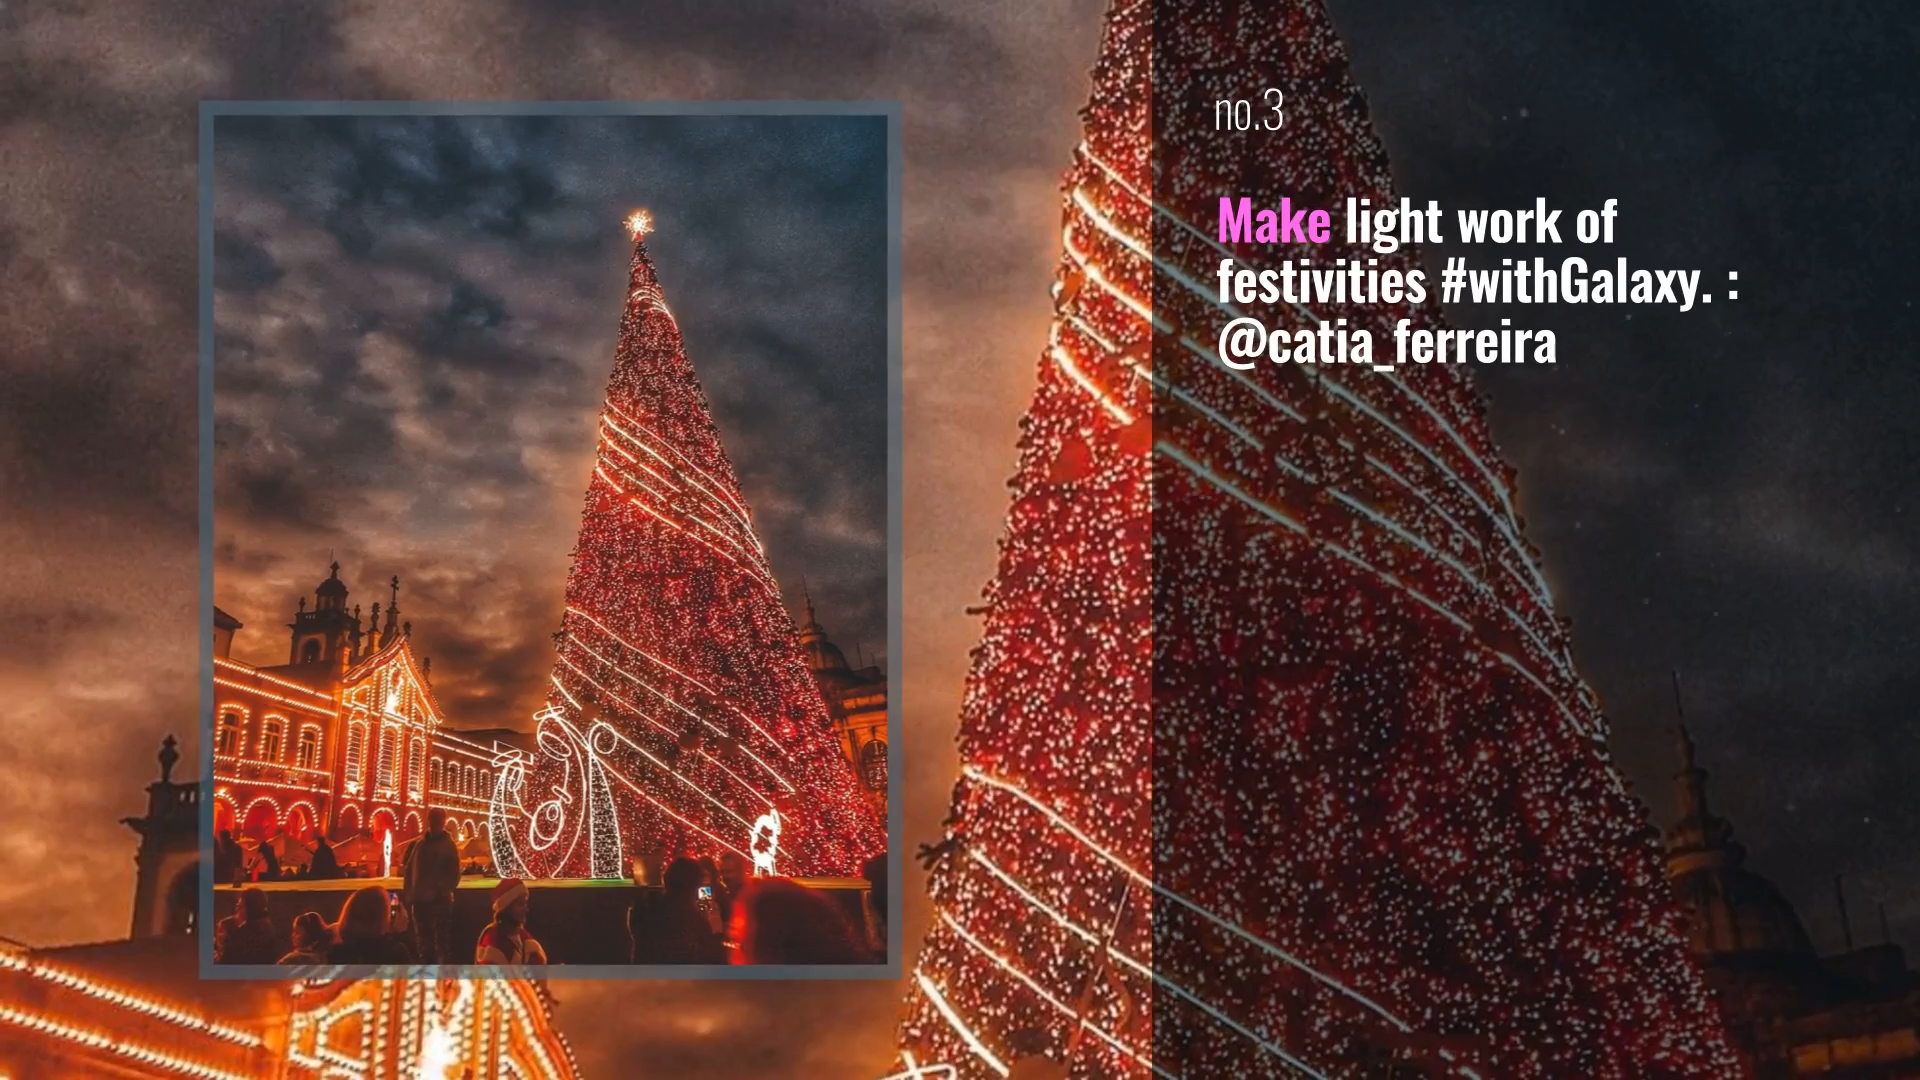 no.3
Make light work of
festivities #withGalaxy. :
@catia_ferreira